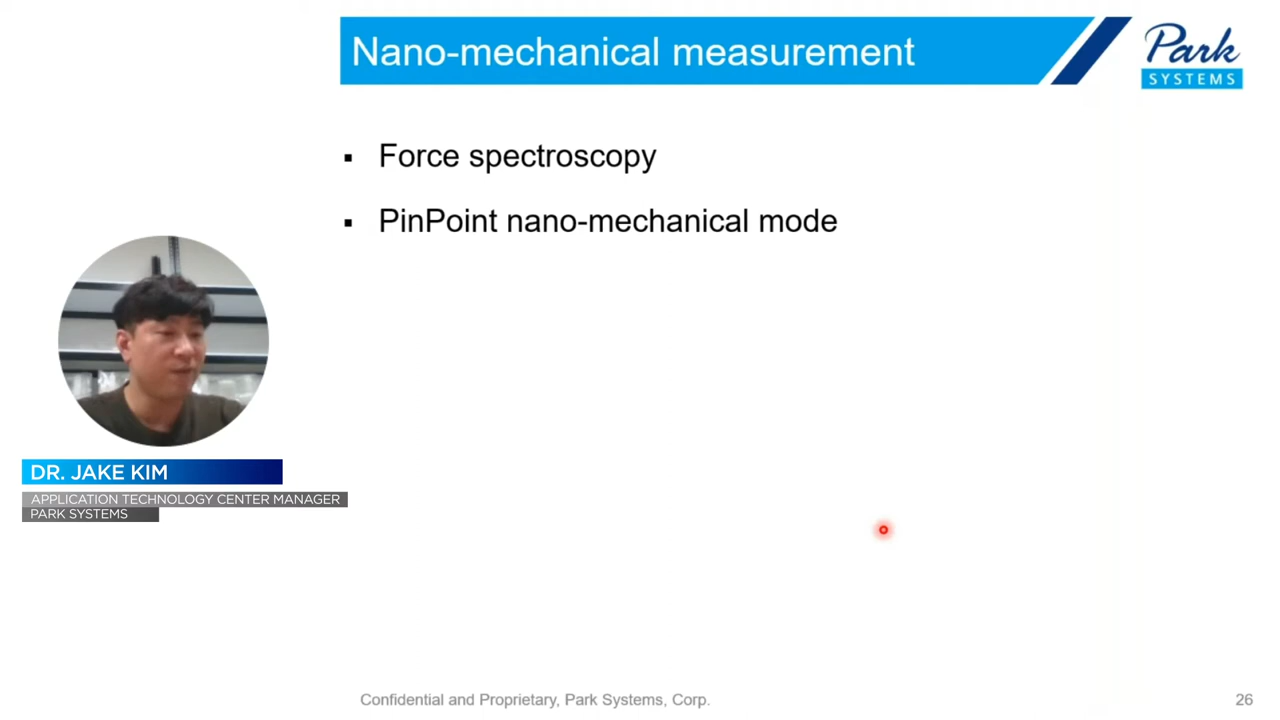 Nano-mechanical measurement
Park
SYSTEMS
▪ Force spectroscopy
▪ PinPoint nano-mechanical mode
DR. JAKE KIM
APPLICATION TECHNOLOGY CENTER MANAGER
PARK SYSTEMS
Confidential and Proprietary, Park Systems, Corp.
26